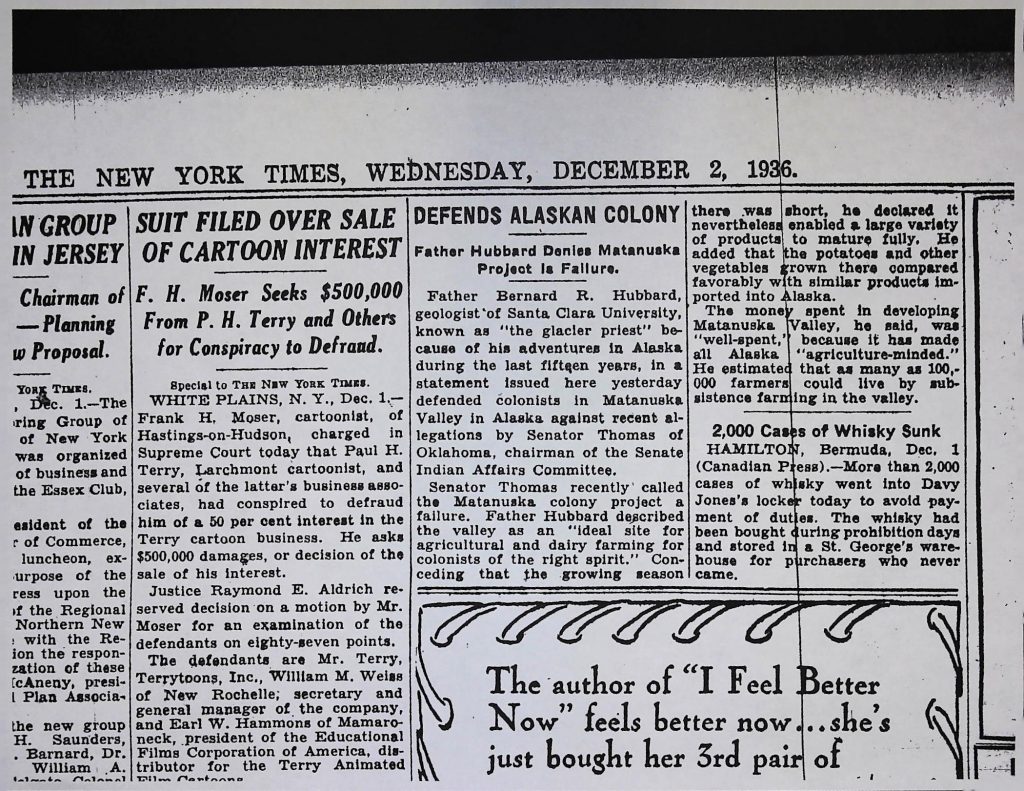 THE NEW YORK TIMES, WEDNESDAY, DECEMBER 2, 1936.
N GROUP
IN JERSEY
Chairman of
— Planning
w Proposal.
YORK TIMES.
, Dec. 1.—The
ring Group of
of New York
was organized
of business and
the Essex Club,
esident of the
r of Commerce,
luncheon, ex-
urpose of the
ress upon the
of the Regional
Northern New
with the Re-
ion the respon-
zation of these
cAneny, presi-
l Plan Associa-
the new group
H. Saunders,
. Barnard, Dr.
William A.
Colonel
SUIT FILED OVER SALE
OF CARTOON INTEREST
F. H. Moser Seeks $500,000
From P. H. Terry and Others
for Conspiracy to Defraud.
Special to THE NEW YORK TIMES.
WHITE PLAINS, N. Y., Dec. 1.—
Frank H. Moser, cartoonist, of
Hastings-on-Hudson, charged in
Supreme Court today that Paul H.
Terry, Larchmont cartoonist, and
several of the latter's business asso-
ciates, had conspired to defraud
him of a 50 per cent interest in the
Terry cartoon business. He asks
$500,000 damages, or decision of the
sale of his interest.
Justice Raymond E. Aldrich re-
served decision on a motion by Mr.
Moser for an examination of the
defendants on eighty-seven points.
The defendants are Mr. Terry,
Terrytoons, Inc., William M. Weiss
of New Rochelle, secretary and
general manager of the company,
and Earl W. Hammons of Mamaro-
neck, president of the Educational
Films Corporation of America, dis-
tributor for the Terry Animated
Film Cartoons.
DEFENDS ALASKAN COLONY
Father Hubbard Denies Matanuska
Project Is Failure.
Father Bernard R. Hubbard,
geologist of Santa Clara University,
known as "the glacier priest" be-
cause of his adventures in Alaska
during the last fifteen years, in a
statement issued here yesterday
defended colonists in Matanuska
Valley in Alaska against recent al-
legations by Senator Thomas of
Oklahoma, chairman of the Senate
Indian Affairs Committee.
Senator Thomas recently called
the Matanuska colony project a
failure. Father Hubbard described
the valley as an "ideal site for
agricultural and dairy farming for
colonists of the right spirit." Con-
ceding that the growing season
there was short, he declared it
nevertheless enabled a large variety
of products to mature fully. He
added that the potatoes and other
vegetables grown there compared
favorably with similar products im-
ported into Alaska.
The money spent in developing
Matanuska Valley, he said, was
"well-spent," because it has made
all Alaska "agriculture-minded."
He estimated that as many as 100,-
000 farmers could live by sub-
sistence farming in the valley.
2,000 Cases of Whisky Sunk
HAMILTON, Bermuda, Dec. 1
(Canadian Press).—More than 2,000
cases of whisky went into Davy
Jones's locker today to avoid pay-
ment of duties. The whisky had
been bought during prohibition days
and stored in a St. George's ware-
house for purchasers who never
came.
The author of "I Feel Better
Now" feels better now...she's
just bought her 3rd pair of